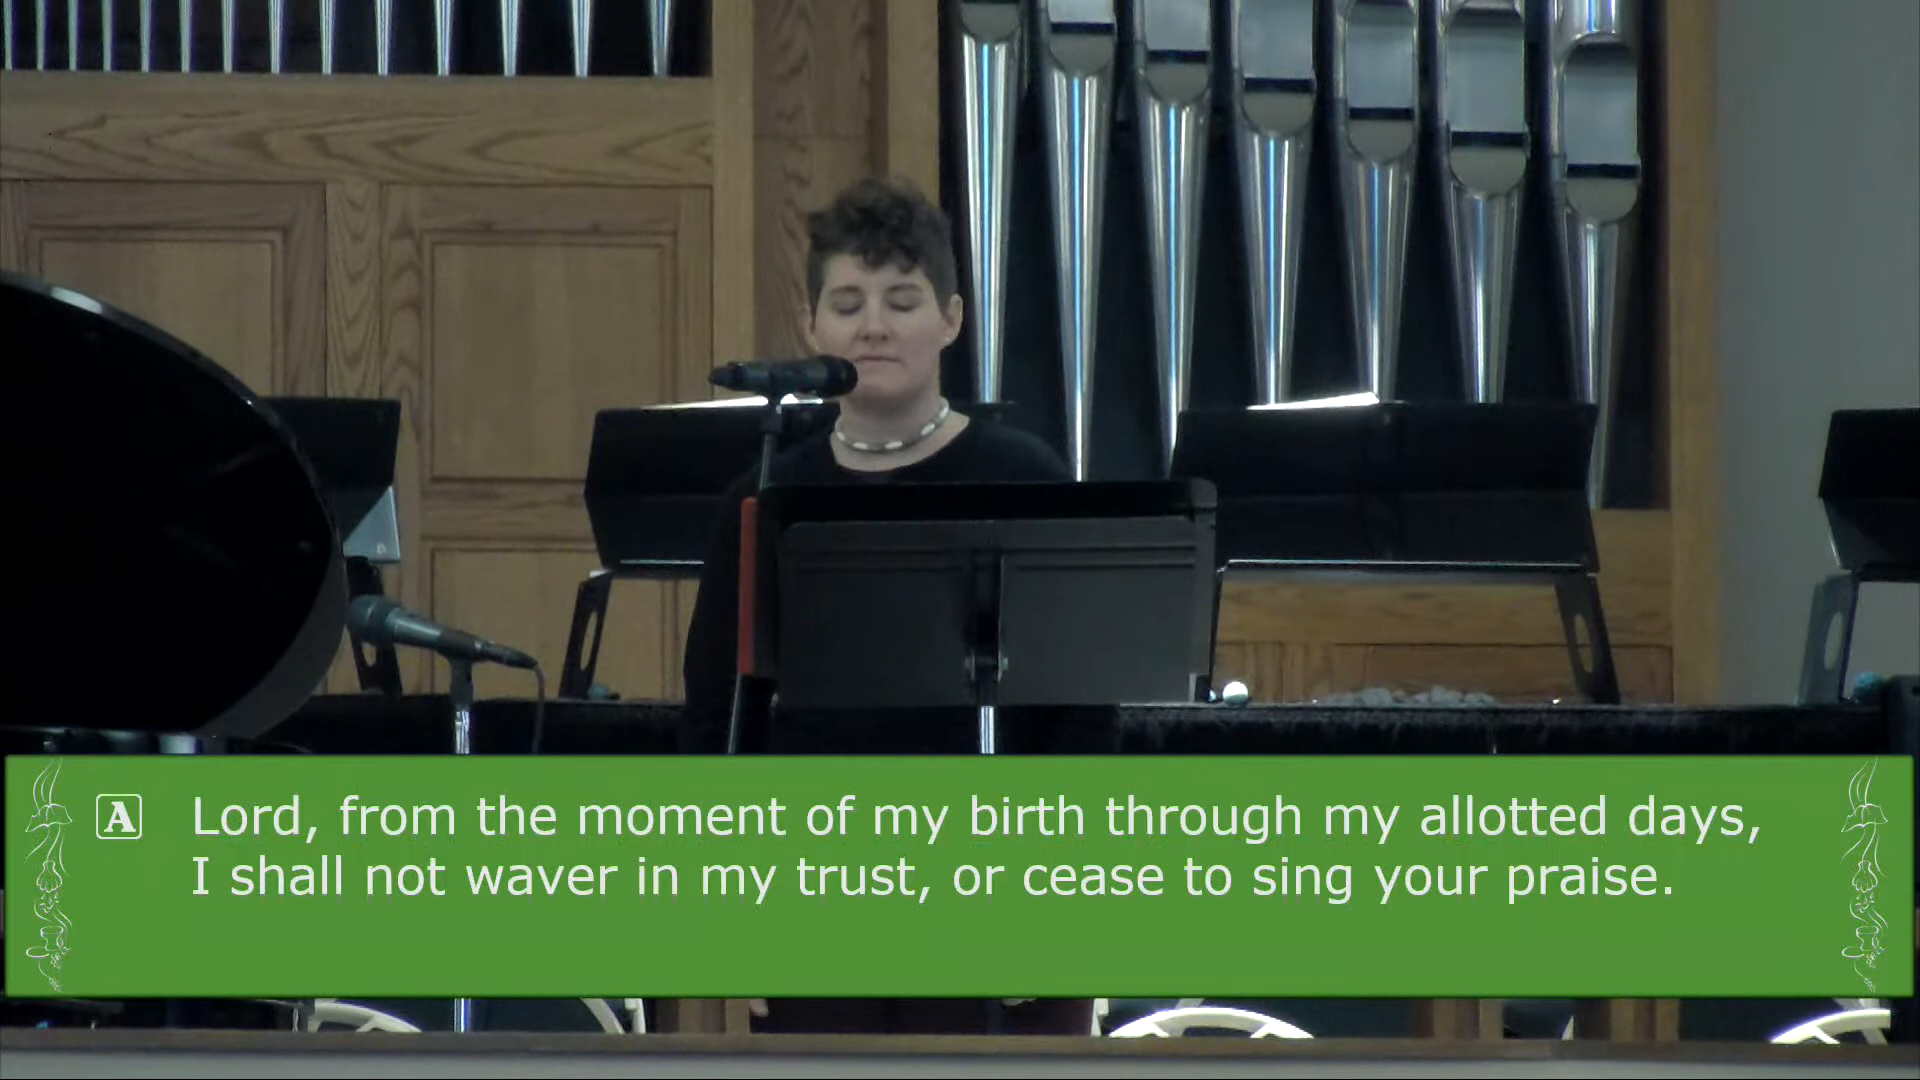 A Lord, from the moment of my birth through my allotted days,
I shall not waver in my trust, or cease to sing your praise.